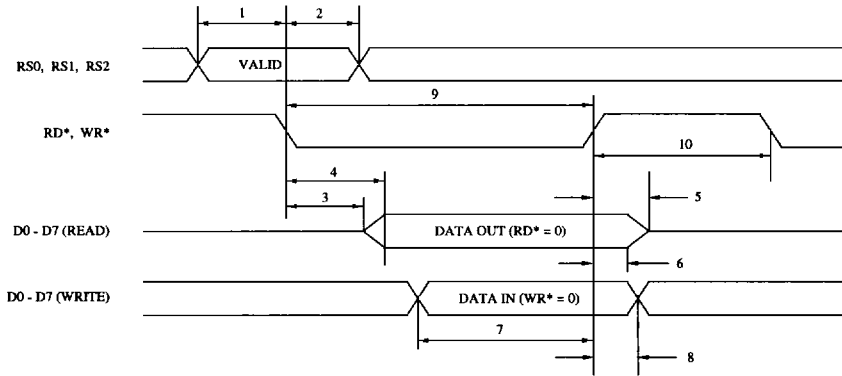 1 2
RS0, RS1, RS2 VALID
9
RD*, WR*
10
4
3 5
D0 - D7 (READ) DATA OUT (RD* = 0)
6
D0 - D7 (WRITE) DATA IN (WR* = 0)
7
8